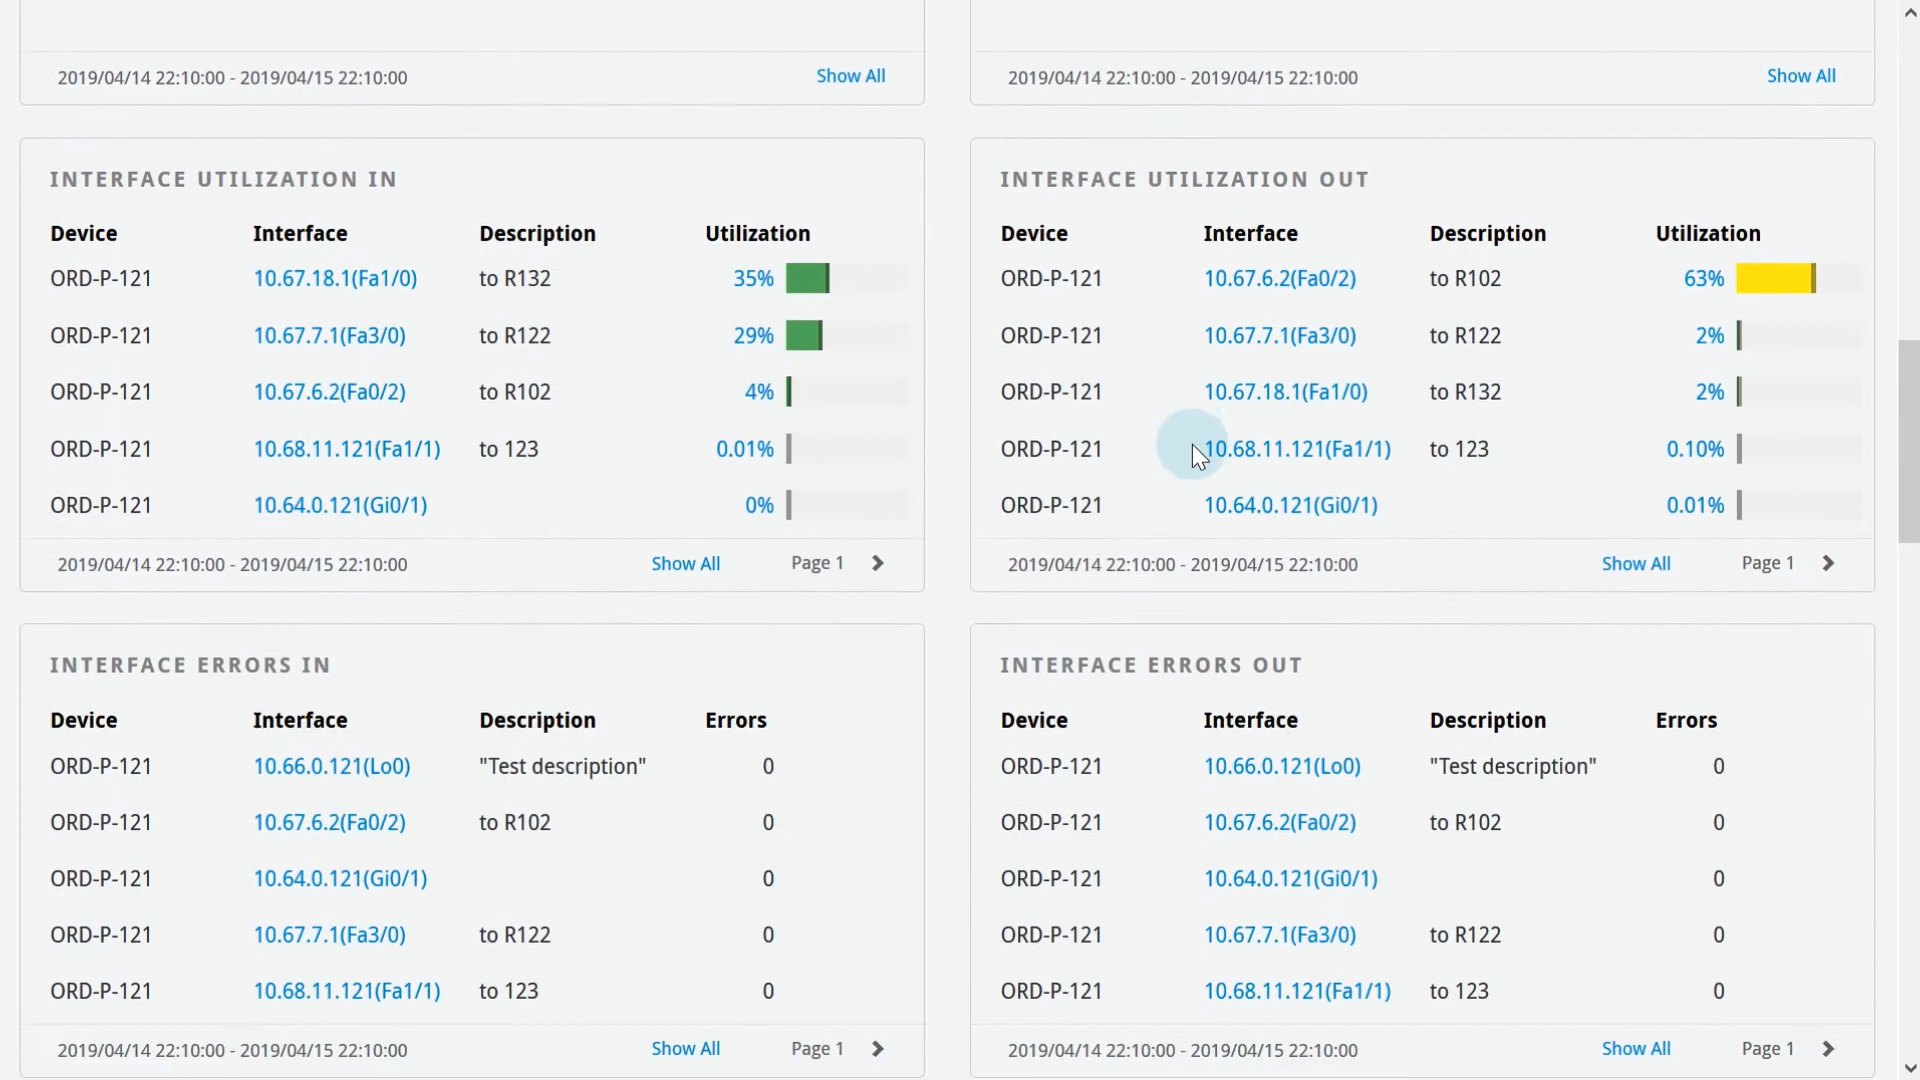 2019/04/14 22:10:00 - 2019/04/15 22:10:00 Show All
2019/04/14 22:10:00 - 2019/04/15 22:10:00 Show All
INTERFACE UTILIZATION IN
Device Interface Description Utilization
ORD-P-121 10.67.18.1(Fa1/0) to R132 35%
ORD-P-121 10.67.7.1(Fa3/0) to R122 29%
ORD-P-121 10.67.6.2(Fa0/2) to R102 4%
ORD-P-121 10.68.11.121(Fa1/1) to 123 0.01%
ORD-P-121 10.64.0.121(Gi0/1) 0%
2019/04/14 22:10:00 - 2019/04/15 22:10:00 Show All Page 1
INTERFACE UTILIZATION OUT
Device Interface Description Utilization
ORD-P-121 10.67.6.2(Fa0/2) to R102 63%
ORD-P-121 10.67.7.1(Fa3/0) to R122 2%
ORD-P-121 10.67.18.1(Fa1/0) to R132 2%
ORD-P-121 10.68.11.121(Fa1/1) to 123 0.10%
ORD-P-121 10.64.0.121(Gi0/1) 0.01%
2019/04/14 22:10:00 - 2019/04/15 22:10:00 Show All Page 1
INTERFACE ERRORS IN
Device Interface Description Errors
ORD-P-121 10.66.0.121(Lo0) "Test description" 0
ORD-P-121 10.67.6.2(Fa0/2) to R102 0
ORD-P-121 10.64.0.121(Gi0/1) 0
ORD-P-121 10.67.7.1(Fa3/0) to R122 0
ORD-P-121 10.68.11.121(Fa1/1) to 123 0
2019/04/14 22:10:00 - 2019/04/15 22:10:00 Show All Page 1
INTERFACE ERRORS OUT
Device Interface Description Errors
ORD-P-121 10.66.0.121(Lo0) "Test description" 0
ORD-P-121 10.67.6.2(Fa0/2) to R102 0
ORD-P-121 10.64.0.121(Gi0/1) 0
ORD-P-121 10.67.7.1(Fa3/0) to R122 0
ORD-P-121 10.68.11.121(Fa1/1) to 123 0
2019/04/14 22:10:00 - 2019/04/15 22:10:00 Show All Page 1